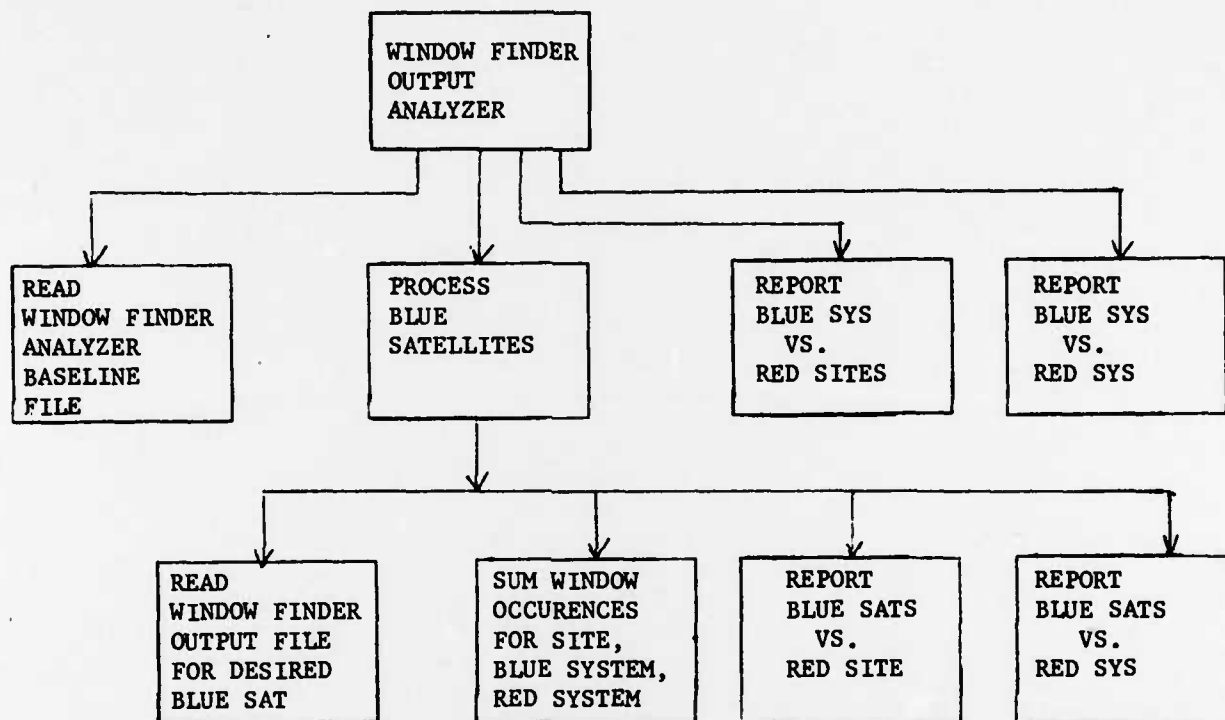 WINDOW FINDER
OUTPUT
ANALYZER
READ
WINDOW FINDER
ANALYZER
BASELINE
FILE
PROCESS
BLUE
SATELLITES
REPORT
BLUE SYS
VS.
RED SITES
REPORT
BLUE SYS
VS.
RED SYS
READ
WINDOW FINDER
OUTPUT FILE
FOR DESIRED
BLUE SAT
SUM WINDOW
OCCURENCES
FOR SITE,
BLUE SYSTEM,
RED SYSTEM
REPORT
BLUE SATS
VS.
RED SITE
REPORT
BLUE SATS
VS.
RED SYS